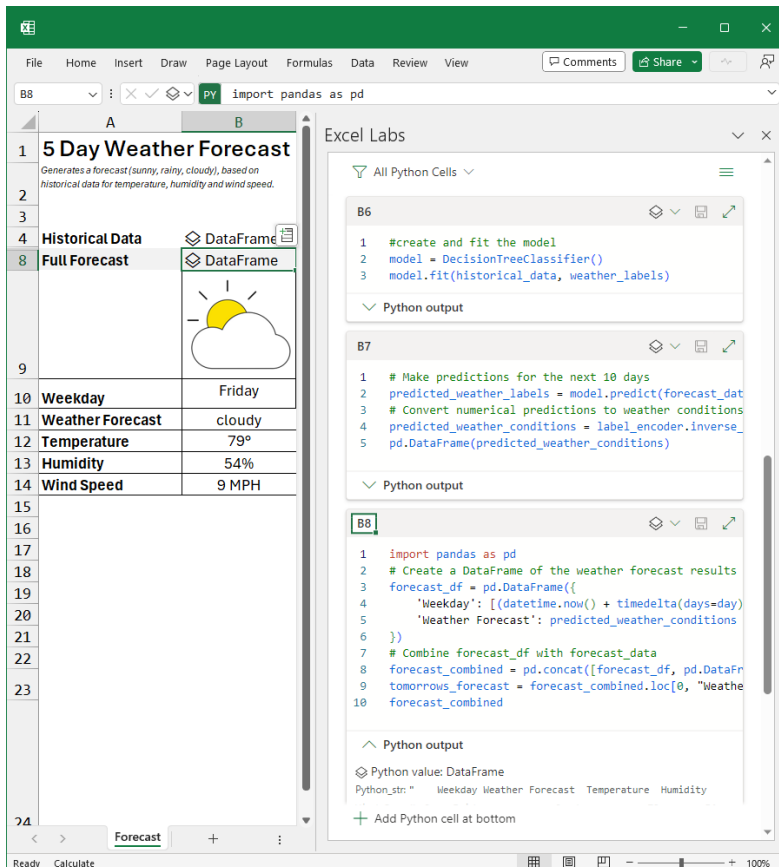 File Home Insert Draw Page Layout Formulas Data Review View Comments Share
B8 PY import pandas as pd
A B
1 5 Day Weather Forecast
2 Generates a forecast (sunny, rainy, cloudy), based on
historical data for temperature, humidity and wind speed.
3
4 Historical Data DataFrame
8 Full Forecast DataFrame
9
10 Weekday Friday
11 Weather Forecast cloudy
12 Temperature 79°
13 Humidity 54%
14 Wind Speed 9 MPH
15
16
17
18
19
20
21
22
23
24
Forecast
Excel Labs
All Python Cells
B6
1 #create and fit the model
2 model = DecisionTreeClassifier()
3 model.fit(historical_data, weather_labels)
Python output
B7
1 # Make predictions for the next 10 days
2 predicted_weather_labels = model.predict(forecast_dat
3 # Convert numerical predictions to weather conditions
4 predicted_weather_conditions = label_encoder.inverse_
5 pd.DataFrame(predicted_weather_conditions)
Python output
B8
1 import pandas as pd
2 # Create a DataFrame of the weather forecast results
3 forecast_df = pd.DataFrame({
4 'Weekday': [(datetime.now() + timedelta(days=day)
5 'Weather Forecast': predicted_weather_conditions
6 })
7 # Combine forecast_df with forecast_data
8 forecast_combined = pd.concat([forecast_df, pd.DataFr
9 tomorrows_forecast = forecast_combined.loc[0, "Weathe
10 forecast_combined
Python output
Python value: DataFrame
Python_str: " Weekday Weather Forecast Temperature Humidity
Add Python cell at bottom
Ready Calculate 100%